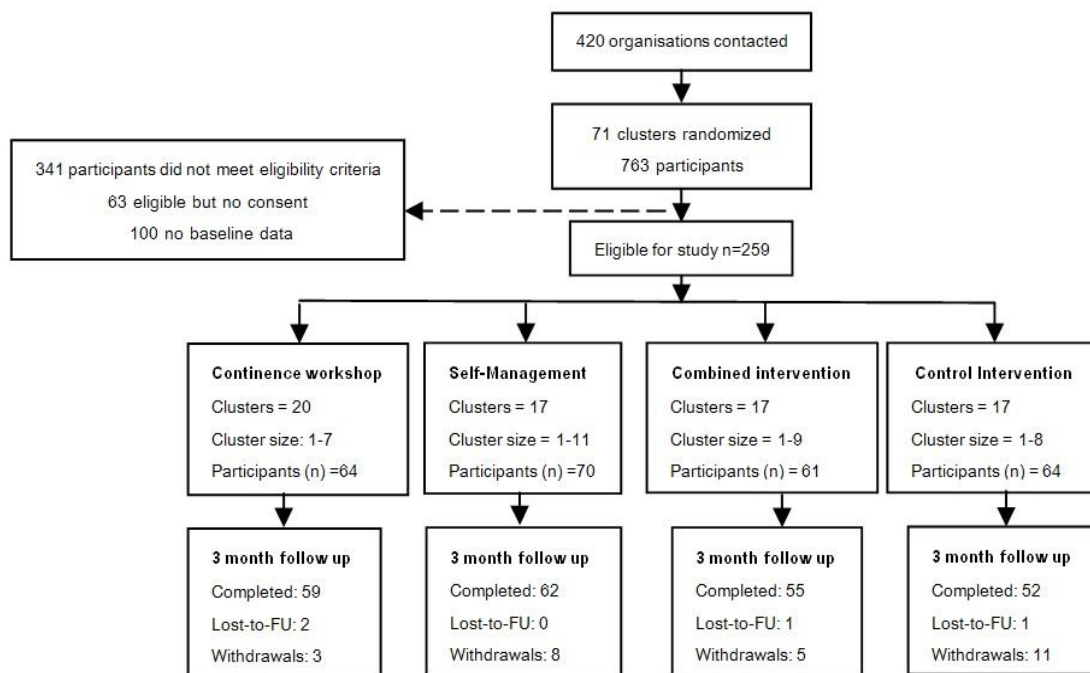 420 organisations contacted
71 clusters randomized
763 participants
341 participants did not meet eligibility criteria
63 eligible but no consent
100 no baseline data
Eligible for study n=259
Continence workshop
Clusters = 20
Cluster size: 1-7
Participants (n) =64
Self-Management
Clusters = 17
Cluster size = 1-11
Participants (n) =70
Combined intervention
Clusters = 17
Cluster size = 1-9
Participants (n) = 61
Control Intervention
Clusters = 17
Cluster size = 1-8
Participants (n) = 64
3 month follow up
Completed: 59
Lost-to-FU: 2
Withdrawals: 3
3 month follow up
Completed: 62
Lost-to-FU: 0
Withdrawals: 8
3 month follow up
Completed: 55
Lost-to-FU: 1
Withdrawals: 5
3 month follow up
Completed: 52
Lost-to-FU: 1
Withdrawals: 11